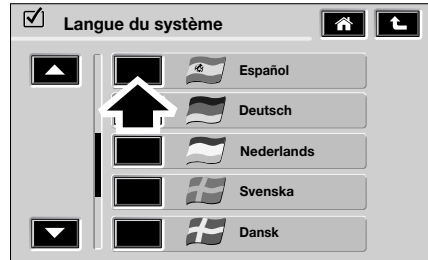 Langue du système
Español
Deutsch
Nederlands
Svenska
Dansk